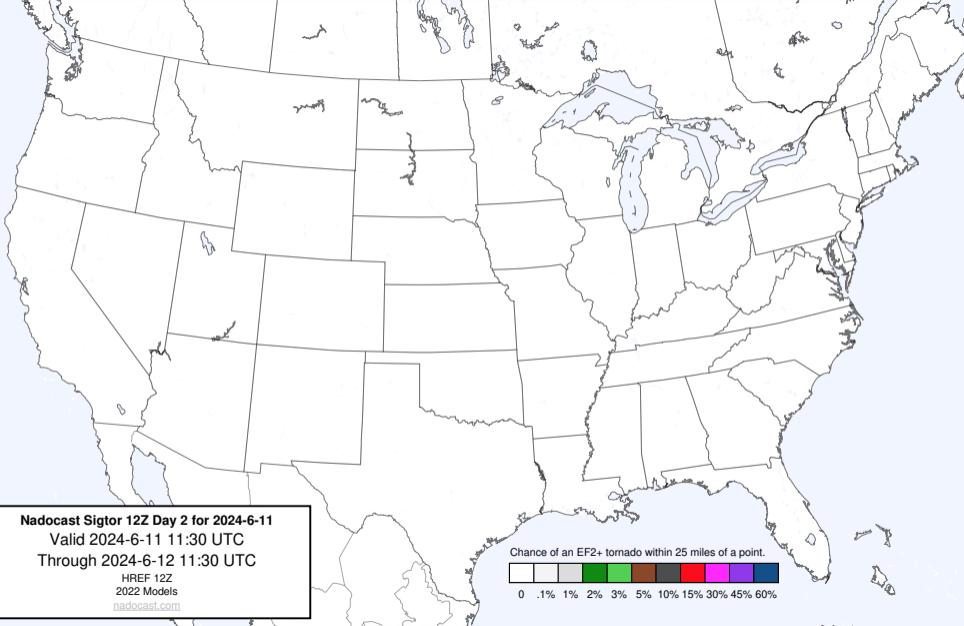 Nadocast Sigtor 12Z Day 2 for 2024-6-11
Valid 2024-6-11 11:30 UTC
Through 2024-6-12 11:30 UTC
HREF 12Z
2022 Models
nadocast.com
Chance of an EF2+ tornado within 25 miles of a point.
0 .1% 1% 2% 3% 5% 10% 15% 30% 45% 60%